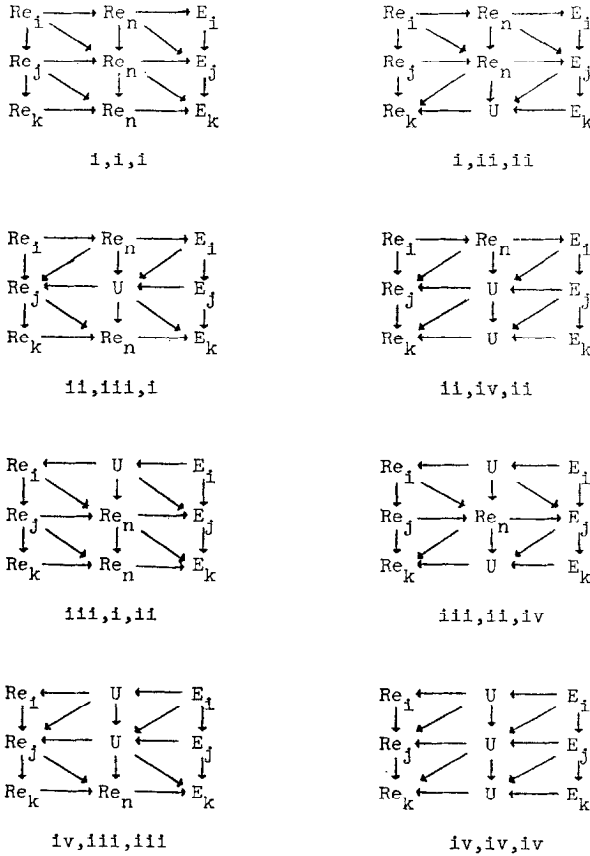 Re_i Re_n E_i Re_i Re_n E_i
Re_j Re_n E_j Re_j Re_n E_j
Re_k Re_n E_k Re_k U E_k
i,i,i i,ii,ii
Re_i Re_n E_i Re_i Re_n E_i
Re_j U E_j Re_j U E_j
Re_k Re_n E_k Re_k U E_k
ii,iii,i ii,iv,ii
Re_i U E_i Re_i U E_i
Re_j Re_n E_j Re_j Re_n E_j
Re_k Re_n E_k Re_k U E_k
iii,i,ii iii,ii,iv
Re_i U E_i Re_i U E_i
Re_j U E_j Re_j U E_j
Re_k Re_n E_k Re_k U E_k
iv,iii,iii iv,iv,iv